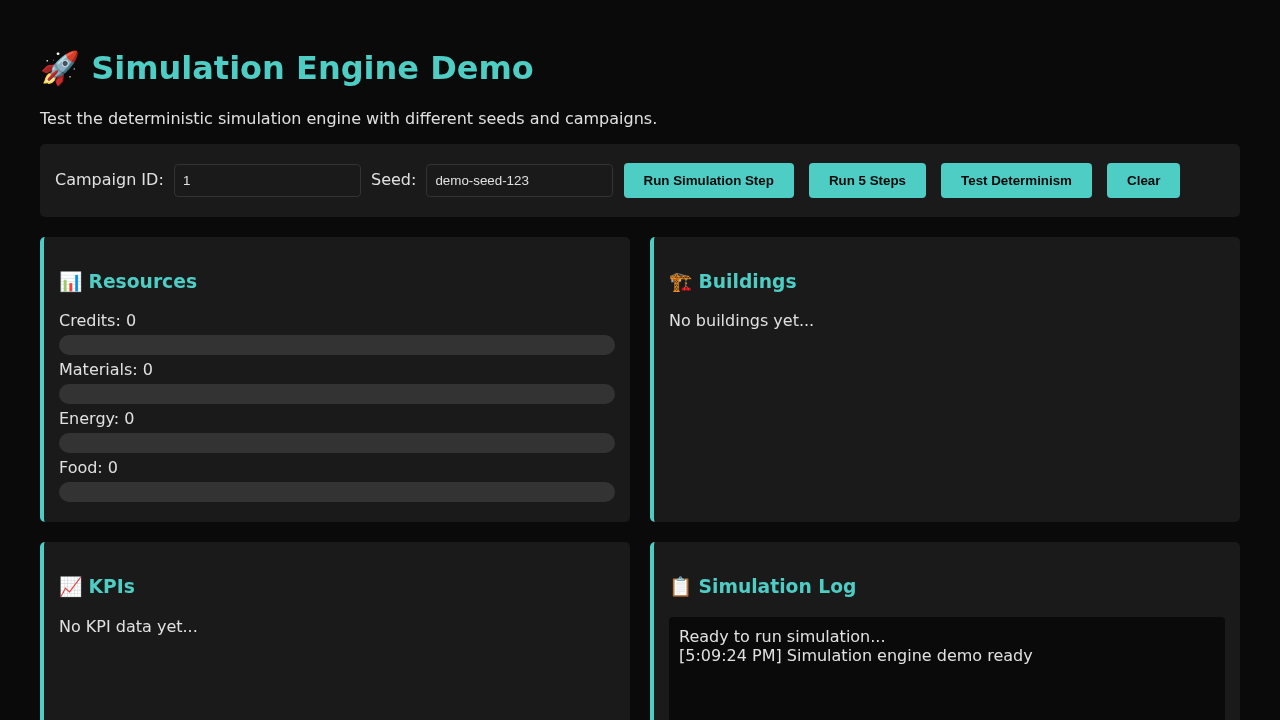 🚀 Simulation Engine Demo
Test the deterministic simulation engine with different seeds and campaigns.
Campaign ID: 1 Seed: demo-seed-123 Run Simulation Step Run 5 Steps Test Determinism Clear
📊 Resources
Credits: 0
Materials: 0
Energy: 0
Food: 0
🏗️ Buildings
No buildings yet...
📈 KPIs
No KPI data yet...
📋 Simulation Log
Ready to run simulation...
[5:09:24 PM] Simulation engine demo ready